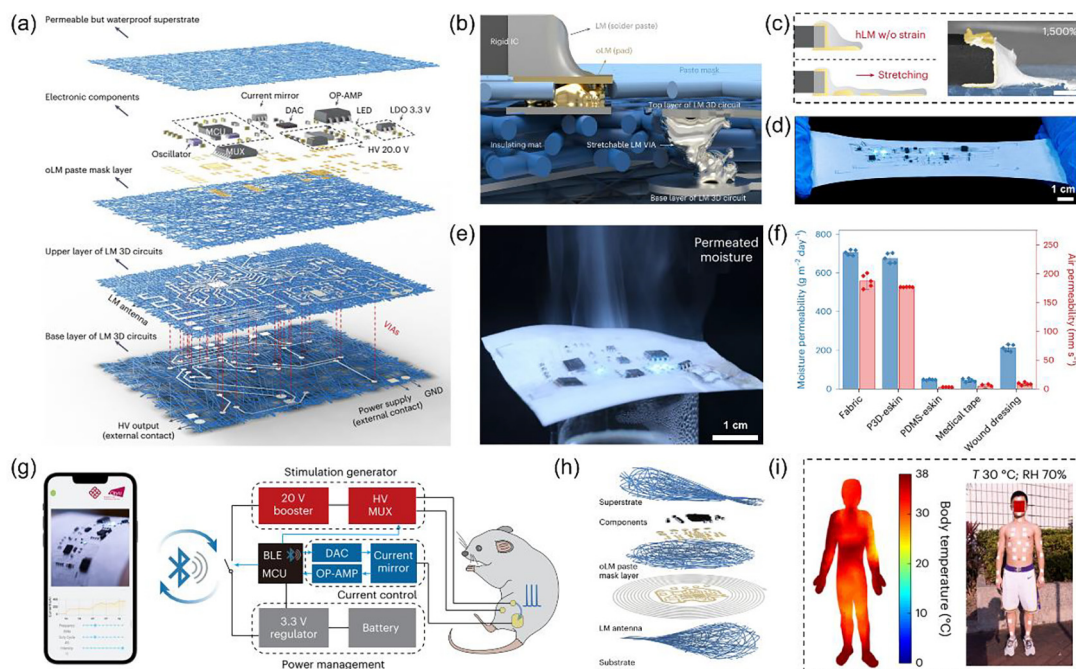 (a)
Permeable but waterproof superstrate
Electronic components
Current mirror
OP-AMP
DAC
LED
LDO 3.3 V
MCU
Oscillator
MUX
HV 20.0 V
oLM paste mask layer
Upper layer of LM 3D circuits
LM antenna
VIAs
Base layer of LM 3D circuits
GND
Power supply
(external contact)
HV output
(external contact)
(b)
LM (solder paste)
Rigid IC
oLM (pad)
Paste mask
Top layer of LM 3D circuit
Insulating mat
Stretchable LM VIA
Base layer of LM 3D circuit
(c)
hLM w/o strain
Stretching
1,500%
(d)
1 cm
(e)
Permeated
moisture
1 cm
(f)
Moisture permeability (g m⁻² day⁻¹)
800
600
400
200
0
250
200
150
100
50
0
Air permeability (mm s⁻¹)
Fabric
P3D-eskin
PDMS-eskin
Medical tape
Wound dressing
(g)
Stimulation generator
20 V
booster
HV
MUX
BLE
MCU
DAC
OP-AMP
Current
mirror
Current control
3.3 V
regulator
Battery
Power management
(h)
Superstrate
Components
oLM paste
mask layer
LM antenna
Substrate
(i)
38
30
20
10
0
Body temperature (°C)
T 30 °C; RH 70%